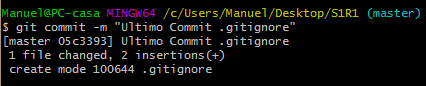 Manuel@PC-casa MINGW64 /c/Users/Manuel/Desktop/S1R1 (master)
$ git commit -m "Ultimo Commit .gitignore"
[master 05c3393] Ultimo Commit .gitignore
 1 file changed, 2 insertions(+)
 create mode 100644 .gitignore